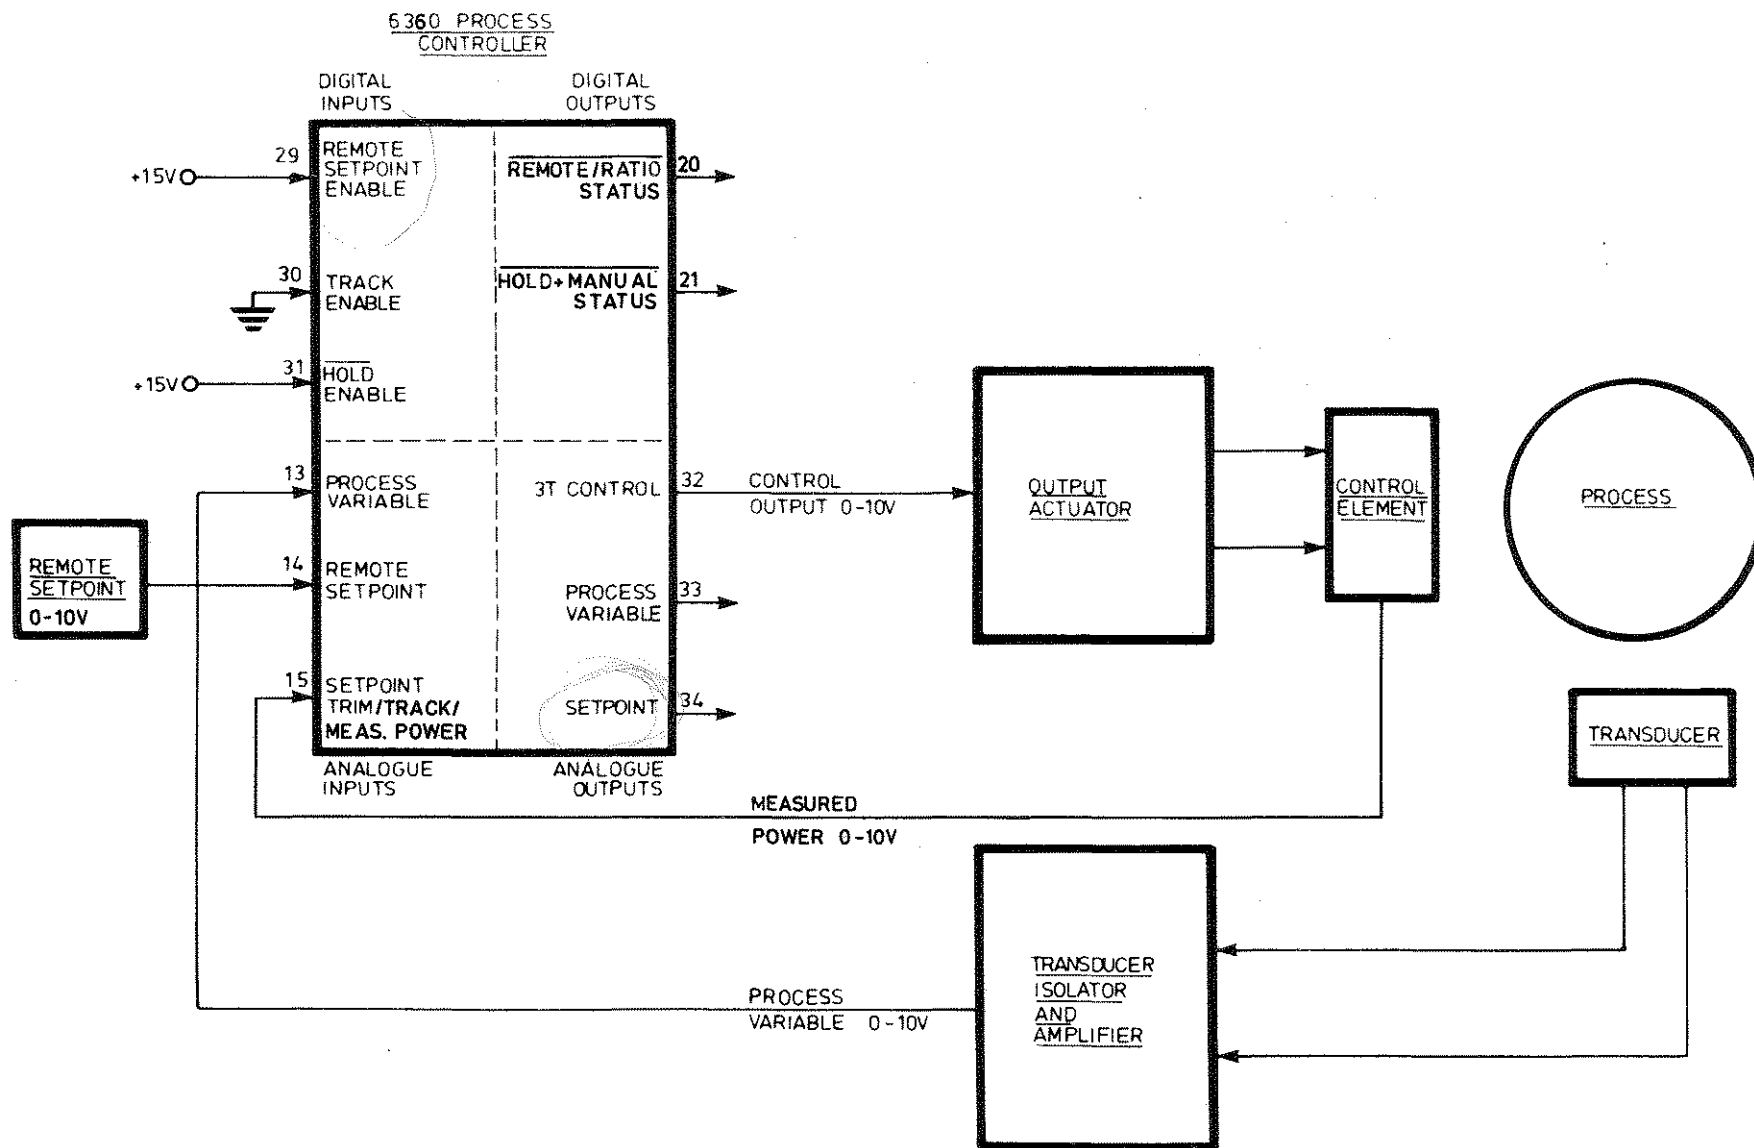 6360 PROCESS
CONTROLLER
DIGITAL
INPUTS
DIGITAL
OUTPUTS
+15V
29
REMOTE
SETPOINT
ENABLE
REMOTE/RATIO
STATUS
20
30
TRACK
ENABLE
HOLD+MANUAL
STATUS
21
+15V
31
HOLD
ENABLE
13
PROCESS
VARIABLE
3T CONTROL
32
CONTROL
OUTPUT 0-10V
OUTPUT
ACTUATOR
CONTROL
ELEMENT
PROCESS
REMOTE
SETPOINT
0-10V
14
REMOTE
SETPOINT
PROCESS
VARIABLE
33
15
SETPOINT
TRIM/TRACK/
MEAS. POWER
SETPOINT
34
TRANSDUCER
ANALOGUE
INPUTS
ANALOGUE
OUTPUTS
MEASURED
POWER 0-10V
TRANSDUCER
ISOLATOR
AND
AMPLIFIER
PROCESS
VARIABLE 0-10V